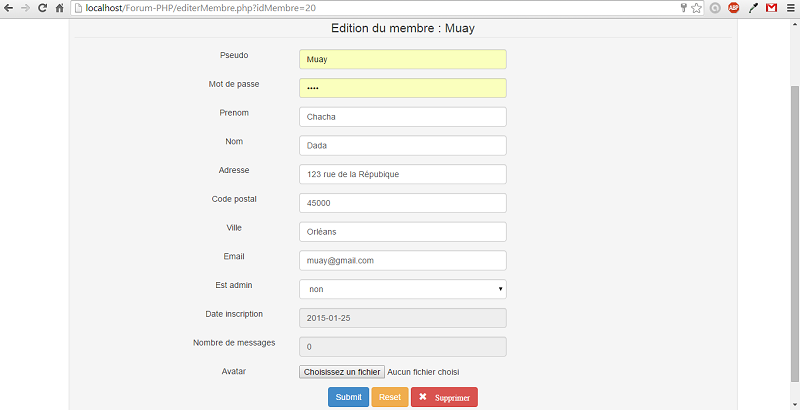 localhost/Forum-PHP/editerMembre.php?idMembre=20
ABP
Edition du membre : Muay
Pseudo
Muay
Mot de passe
••••
Prenom
Chacha
Nom
Dada
Adresse
123 rue de la Répubique
Code postal
45000
Ville
Orléans
Email
muay@gmail.com
Est admin
non
Date inscription
2015-01-25
Nombre de messages
0
Avatar
Choisissez un fichier Aucun fichier choisi
Submit Reset ✖ Supprimer